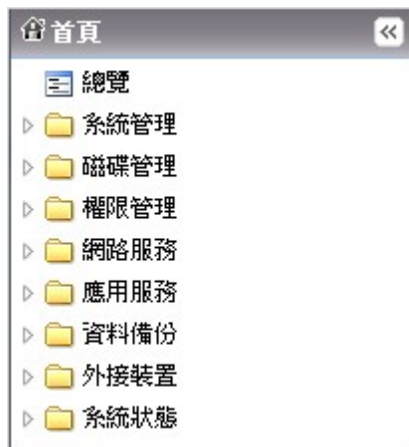 首頁
總覽
系統管理
磁碟管理
權限管理
網路服務
應用服務
資料備份
外接裝置
系統狀態